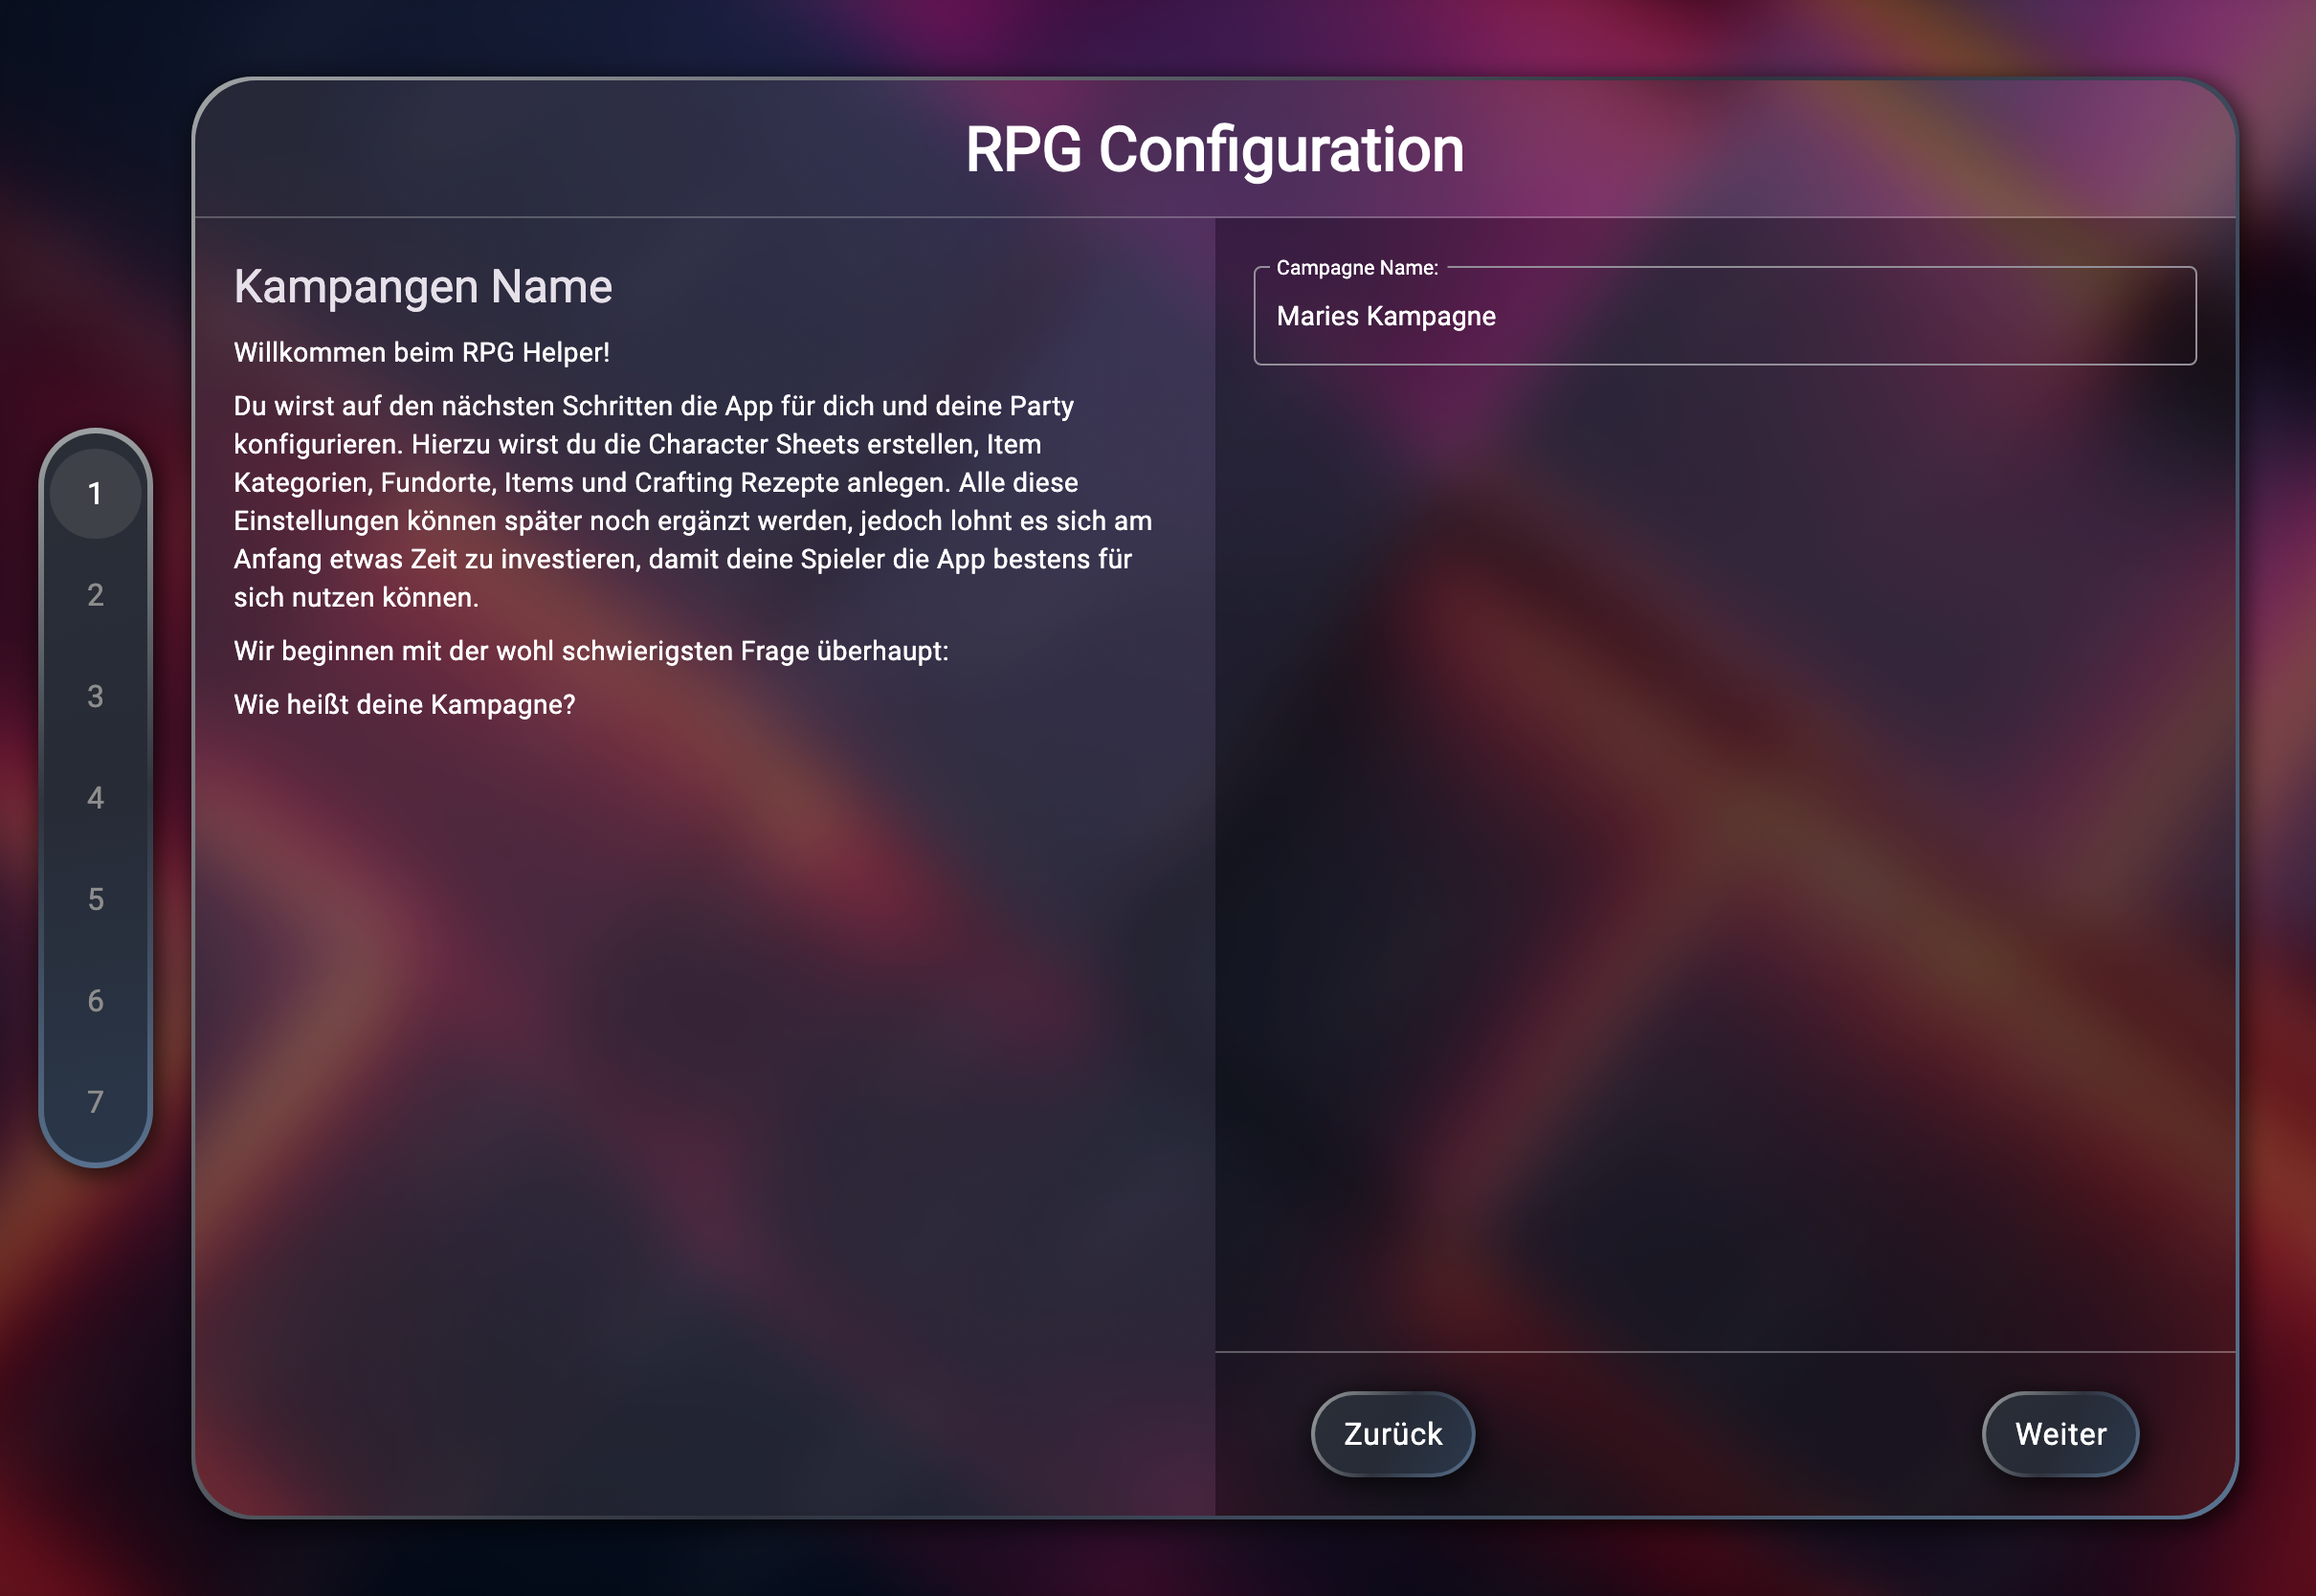 RPG Configuration
Kampangen Name
Willkommen beim RPG Helper!
Du wirst auf den nächsten Schritten die App für dich und deine Party
konfigurieren. Hierzu wirst du die Character Sheets erstellen, Item
Kategorien, Fundorte, Items und Crafting Rezepte anlegen. Alle diese
Einstellungen können später noch ergänzt werden, jedoch lohnt es sich am
Anfang etwas Zeit zu investieren, damit deine Spieler die App bestens für
sich nutzen können.
Wir beginnen mit der wohl schwierigsten Frage überhaupt:
Wie heißt deine Kampagne?
Campagne Name:
Maries Kampagne
1
2
3
4
5
6
7
Zurück
Weiter